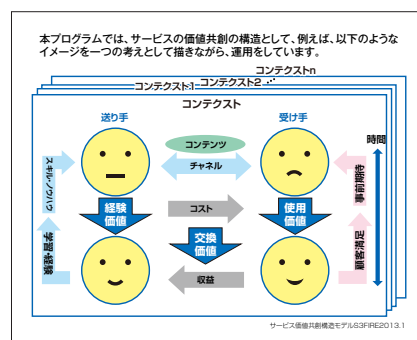 本プログラムでは、サービスの価値共創の構造として、例えば、以下のような
イメージを一つの考えとして描きながら、運用をしています。
コンテクストn
コンテクスト2
コンテクスト1
コンテクスト
送り手
受け手
コンテンツ
チャネル
時間
スキル・ノウハウ
事前期待
経験
価値
コスト
使用
価値
交換
価値
学習・経験
顧客満足
収益
サービス価値共創構造モデルS3FIRE2013.1